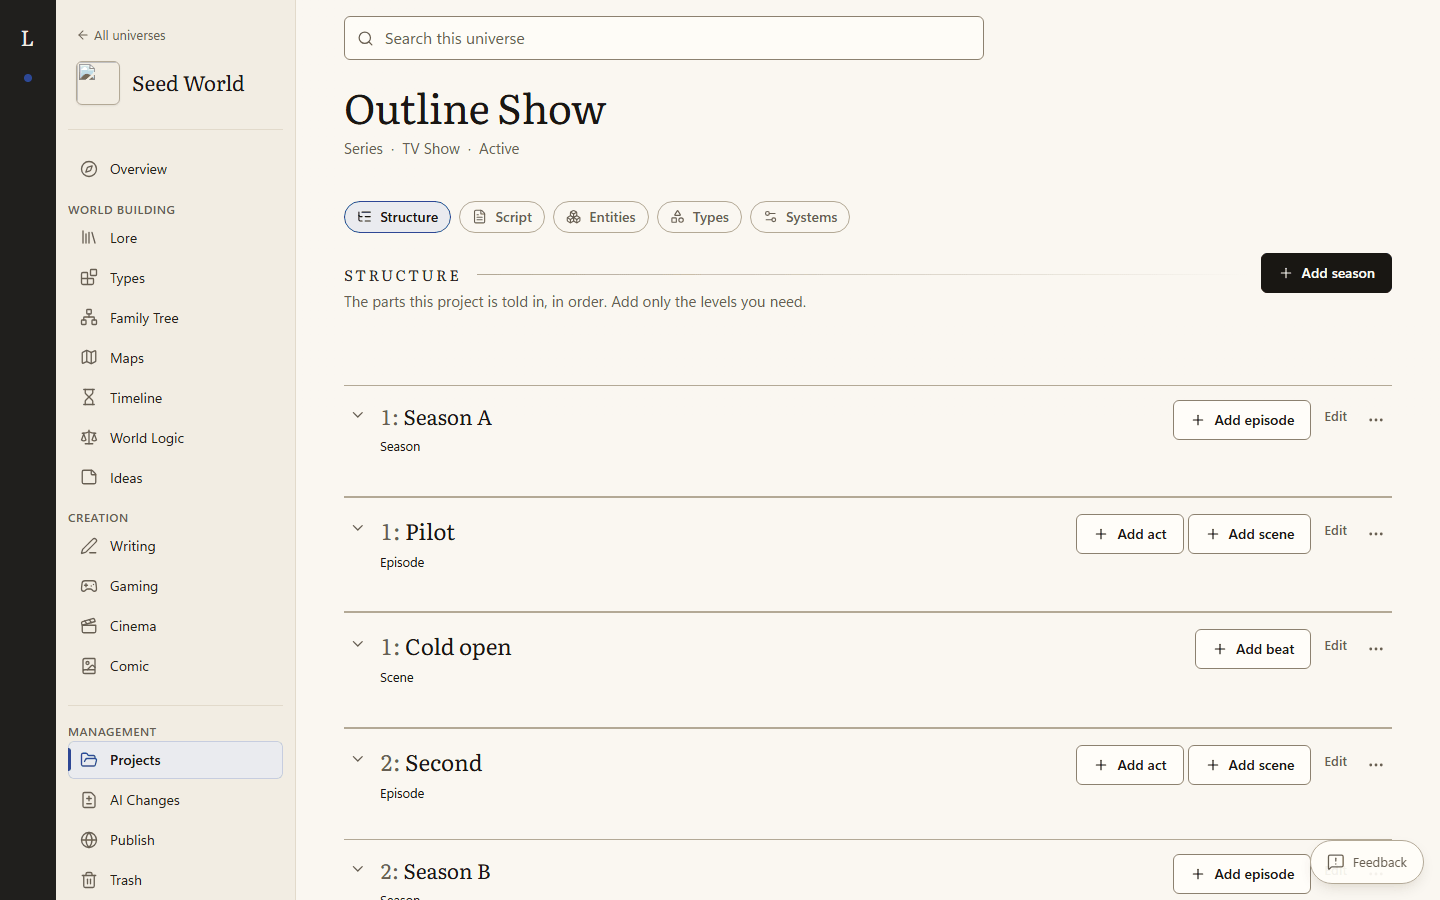 L
← All universes
Seed World
Overview
WORLD BUILDING
Lore
Types
Family Tree
Maps
Timeline
World Logic
Ideas
CREATION
Writing
Gaming
Cinema
Comic
MANAGEMENT
Projects
AI Changes
Publish
Trash
Search this universe
Outline Show
Series · TV Show · Active
Structure Script Entities Types Systems
STRUCTURE
+ Add season
The parts this project is told in, in order. Add only the levels you need.
1: Season A
+ Add episode Edit ...
Season
1: Pilot
+ Add act + Add scene Edit ...
Episode
1: Cold open
+ Add beat Edit ...
Scene
2: Second
+ Add act + Add scene Edit ...
Episode
2: Season B
+ Add episode
Season
Feedback